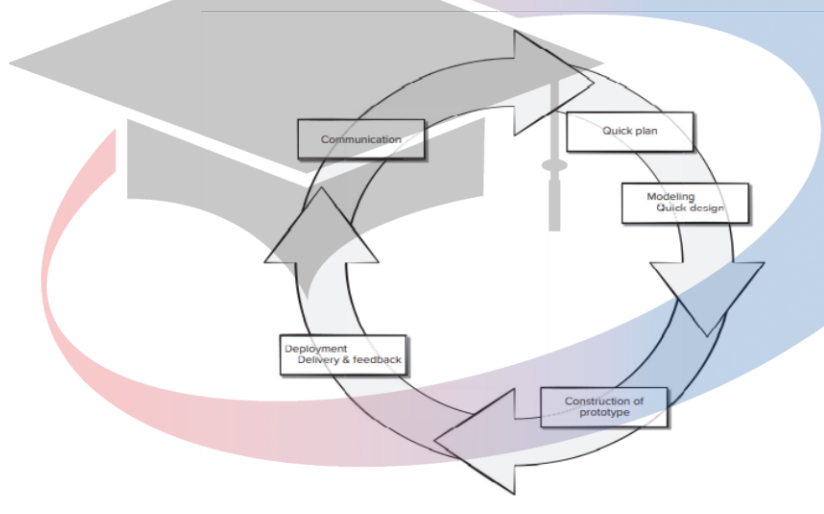 Communication
Quick plan
Modeling
Quick design
Construction of
prototype
Deployment
Delivery & feedback